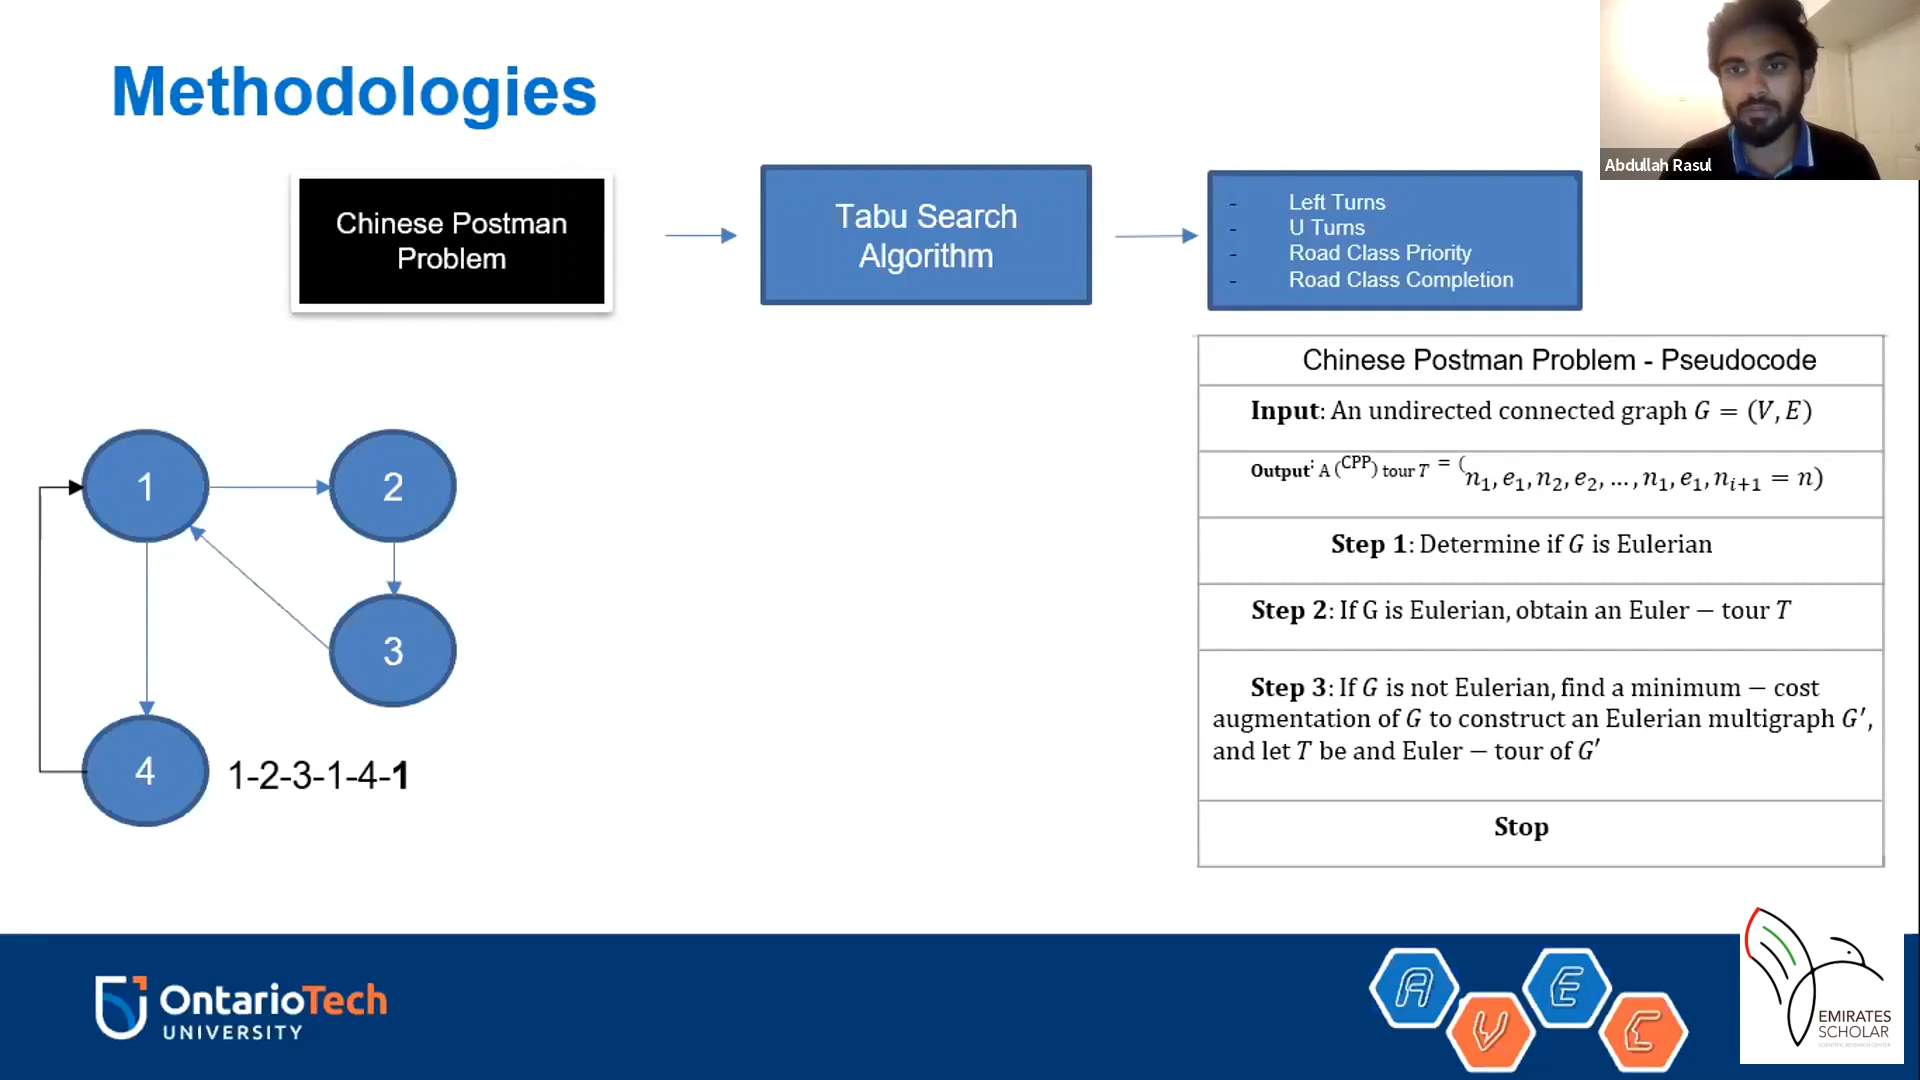 Methodologies
Abdullah Rasul
Chinese Postman
Problem
Tabu Search
Algorithm
- Left Turns
- U Turns
- Road Class Priority
- Road Class Completion
Chinese Postman Problem - Pseudocode
Input: An undirected connected graph G = (V, E)
Output: A (CPP) tour T = (n₁, e₁, n₂, e₂, …, n₁, e₁, nᵢ₊₁ = n)
Step 1: Determine if G is Eulerian
Step 2: If G is Eulerian, obtain an Euler − tour T
Step 3: If G is not Eulerian, find a minimum − cost
augmentation of G to construct an Eulerian multigraph G′,
and let T be and Euler − tour of G′
Stop
1
2
3
4
1-2-3-1-4-1
OntarioTech
UNIVERSITY
A
V
E
C
EMIRATES
SCHOLAR